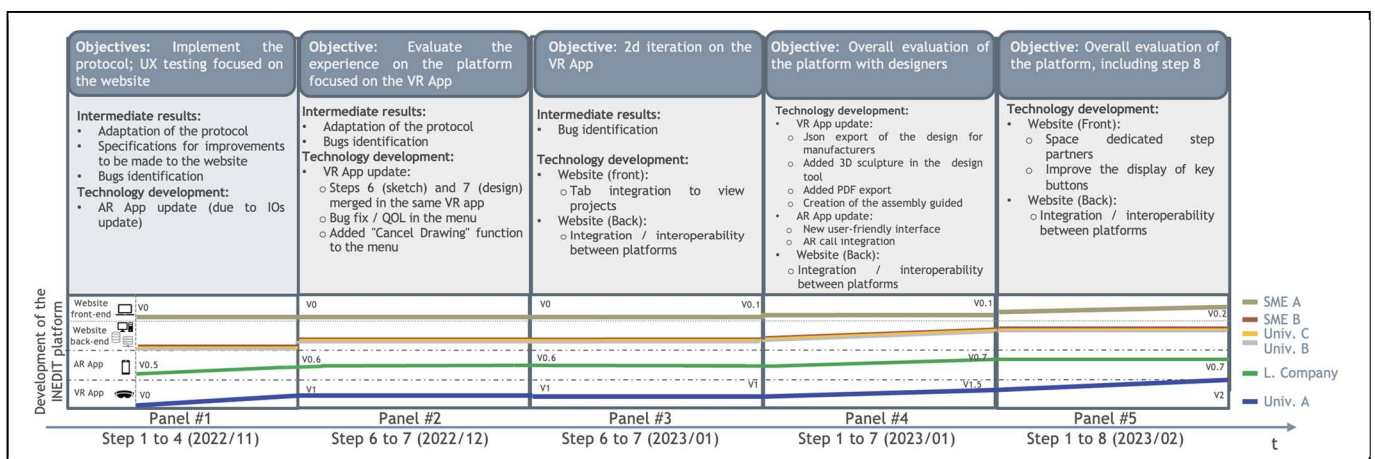 Objectives: Implement the
protocol; UX testing focused on
the website
Intermediate results:
• Adaptation of the protocol
• Specifications for improvements
to be made to the website
• Bugs identification
Technology development:
• AR App update (due to IOs
update)
Objective: Evaluate the
experience on the platform
focused on the VR App
Intermediate results:
• Adaptation of the protocol
• Bugs identification
Technology development:
• VR App update:
o Steps 6 (sketch) and 7 (design)
merged in the same VR app
o Bug fix / QOL in the menu
o Added "Cancel Drawing" function
to the menu
Objective: 2d iteration on the
VR App
Intermediate results:
• Bug identification
Technology development:
• Website (front):
o Tab integration to view
projects
• Website (Back):
o Integration / interoperability
between platforms
Objective: Overall evaluation of
the platform with designers
Technology development:
• VR App update:
o Json export of the design for
manufacturers
o Added 3D sculpture in the design
tool
o Added PDF export
o Creation of the assembly guided
• AR App update:
o New user-friendly interface
o AR call integration
• Website (Back):
o Integration / interoperability
between platforms
Objective: Overall evaluation of
the platform, including step 8
Technology development:
• Website (Front):
o Space dedicated step
partners
o Improve the display of key
buttons
• Website (Back):
o Integration / interoperability
between platforms
Development of the
INEDIT platform
Website
front-end
V0
V0
V0
V0.1
V0.1
V0.2
Website
back-end
AR App
V0.5
V0.6
V0.6
V0.7
V0.7
VR App
V0
V1
V1
V1
V1.5
V2
SME A
SME B
Univ. C
Univ. B
L. Company
Univ. A
Panel #1
Panel #2
Panel #3
Panel #4
Panel #5
Step 1 to 4 (2022/11)
Step 6 to 7 (2022/12)
Step 6 to 7 (2023/01)
Step 1 to 7 (2023/01)
Step 1 to 8 (2023/02)
t